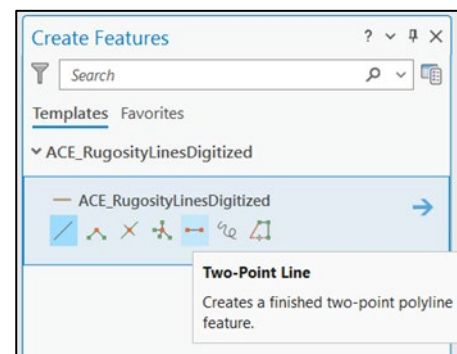 Create Features
?
Search
Templates Favorites
ACE_RugosityLinesDigitized
ACE_RugosityLinesDigitized
Two-Point Line
Creates a finished two-point polyline
feature.